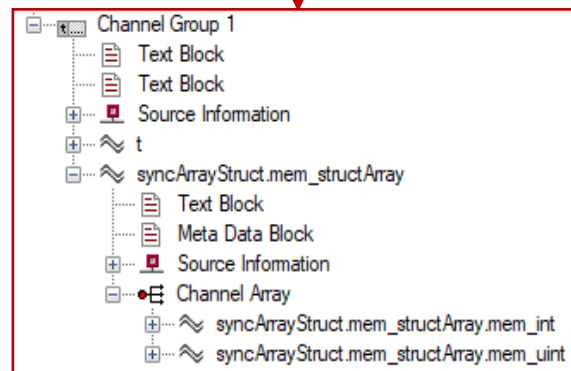 Channel Group 1
Text Block
Text Block
Source Information
t
syncArrayStruct.mem_structArray
Text Block
Meta Data Block
Source Information
Channel Array
syncArrayStruct.mem_structArray.mem_int
syncArrayStruct.mem_structArray.mem_uint